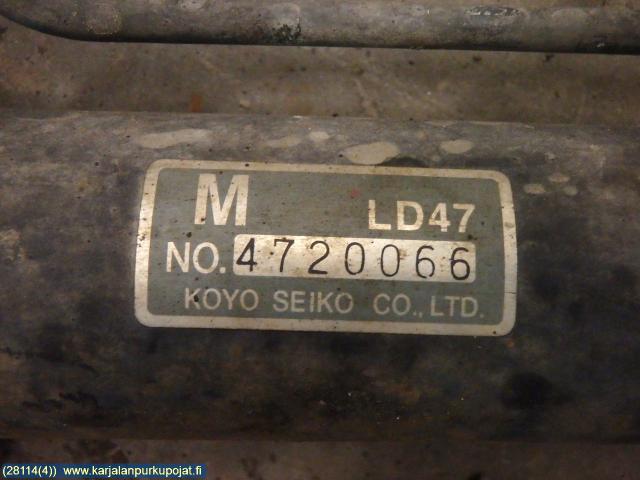 M LD47
NO. 4720066
KOYO SEIKO CO., LTD.
(28114(4)) www.karjalanpurkupojat.fi